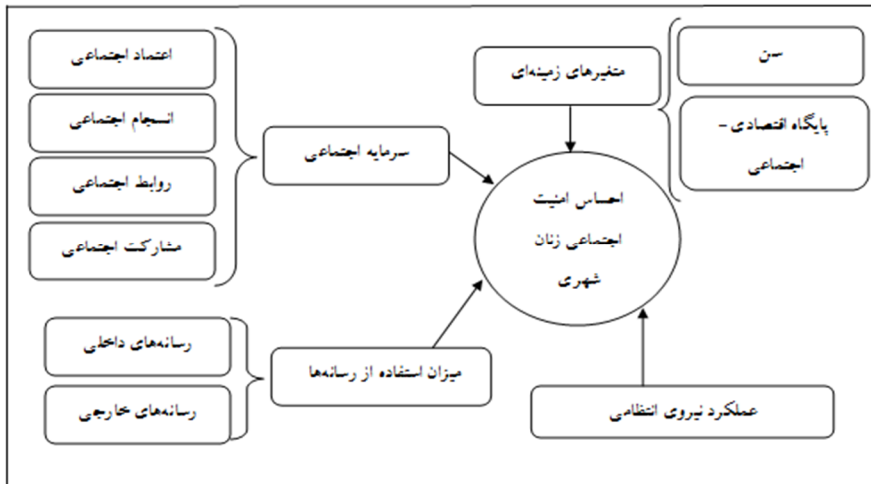 متغیرهای زمینه‌ای
سن
پایگاه اقتصادی -
اجتماعی
اعتماد اجتماعی
انسجام اجتماعی
روابط اجتماعی
مشارکت اجتماعی
سرمایه اجتماعی
احساس امنیت
اجتماعی زنان
شهری
رسانه‌های داخلی
رسانه‌های خارجی
میزان استفاده از رسانه‌ها
عملکرد نیروی انتظامی